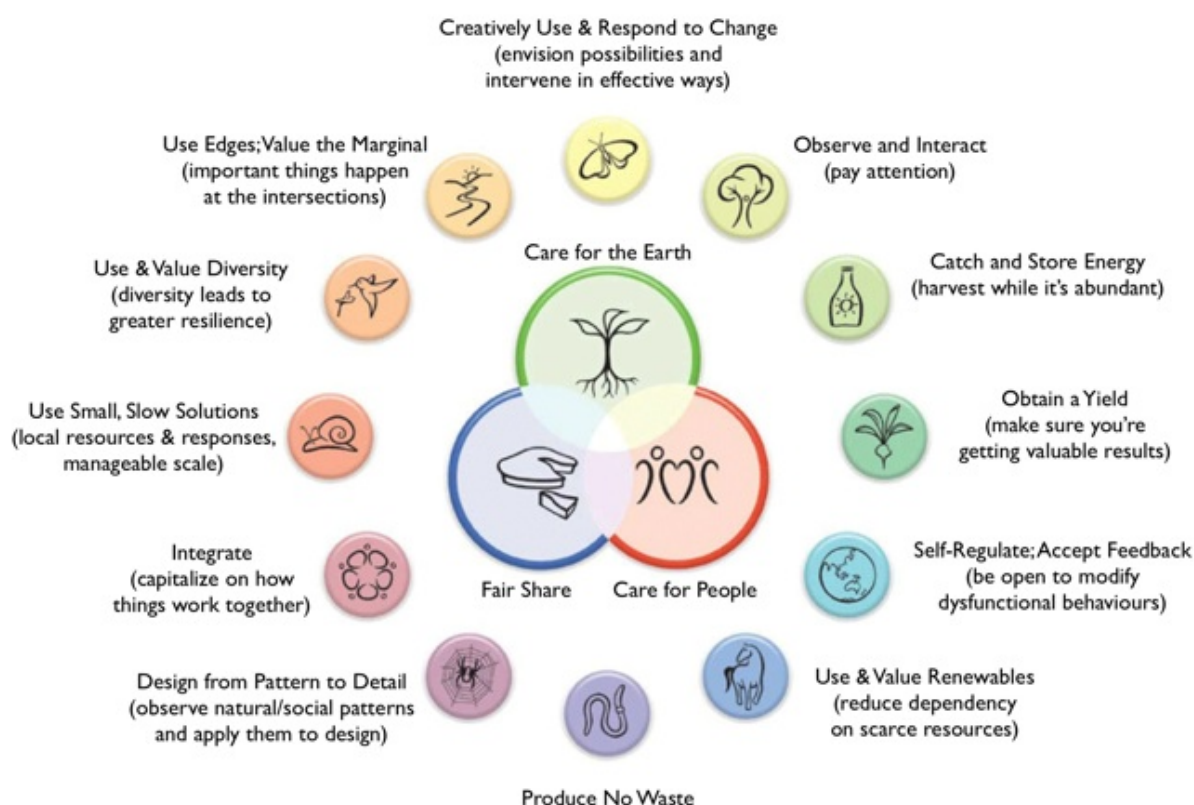 Creatively Use & Respond to Change
(envision possibilities and
intervene in effective ways)
Observe and Interact
(pay attention)
Catch and Store Energy
(harvest while it's abundant)
Obtain a Yield
(make sure you're
getting valuable results)
Self-Regulate; Accept Feedback
(be open to modify
dysfunctional behaviours)
Use & Value Renewables
(reduce dependency
on scarce resources)
Produce No Waste
Design from Pattern to Detail
(observe natural/social patterns
and apply them to design)
Integrate
(capitalize on how
things work together)
Use Small, Slow Solutions
(local resources & responses,
manageable scale)
Use & Value Diversity
(diversity leads to
greater resilience)
Use Edges; Value the Marginal
(important things happen
at the intersections)
Care for the Earth
Fair Share
Care for People